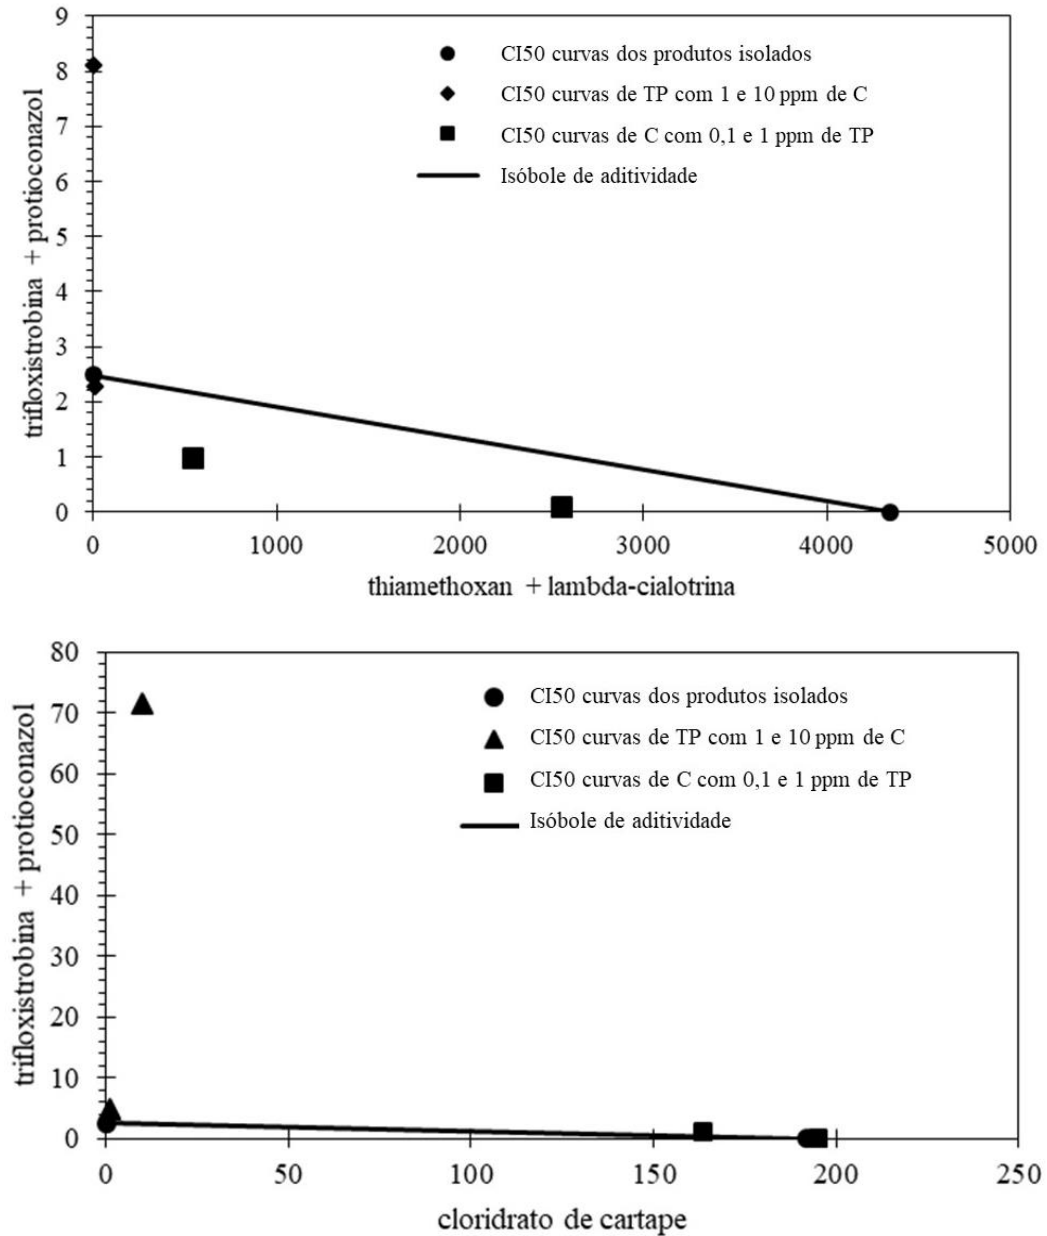 9
8
7
6
5
4
3
2
1
0
trifloxistrobina + protioconazol
CI50 curvas dos produtos isolados
CI50 curvas de TP com 1 e 10 ppm de C
CI50 curvas de C com 0,1 e 1 ppm de TP
Isóbole de aditividade
0 1000 2000 3000 4000 5000
thiamethoxan + lambda-cialotrina
80
70
60
50
40
30
20
10
0
trifloxistrobina + protioconazol
CI50 curvas dos produtos isolados
CI50 curvas de TP com 1 e 10 ppm de C
CI50 curvas de C com 0,1 e 1 ppm de TP
Isóbole de aditividade
0 50 100 150 200 250
cloridrato de cartape